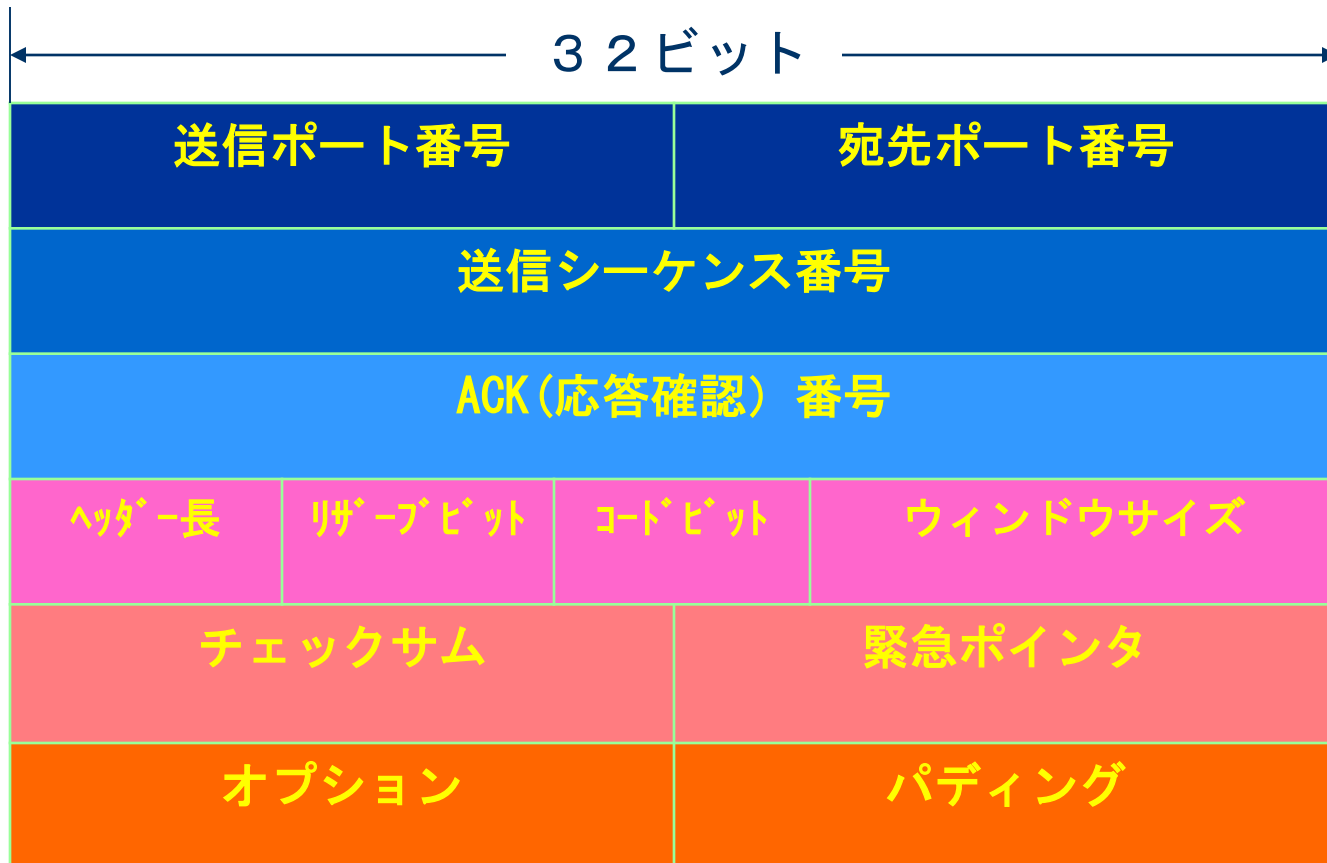 ３２ビット
送信ポート番号 宛先ポート番号
送信シーケンス番号
ACK(応答確認）番号
ﾍｯﾀﾞｰ長 ﾘｻﾞｰﾌﾞﾋﾞｯﾄ ｺｰﾄﾞﾋﾞｯﾄ ウィンドウサイズ
チェックサム 緊急ポインタ
オプション パディング